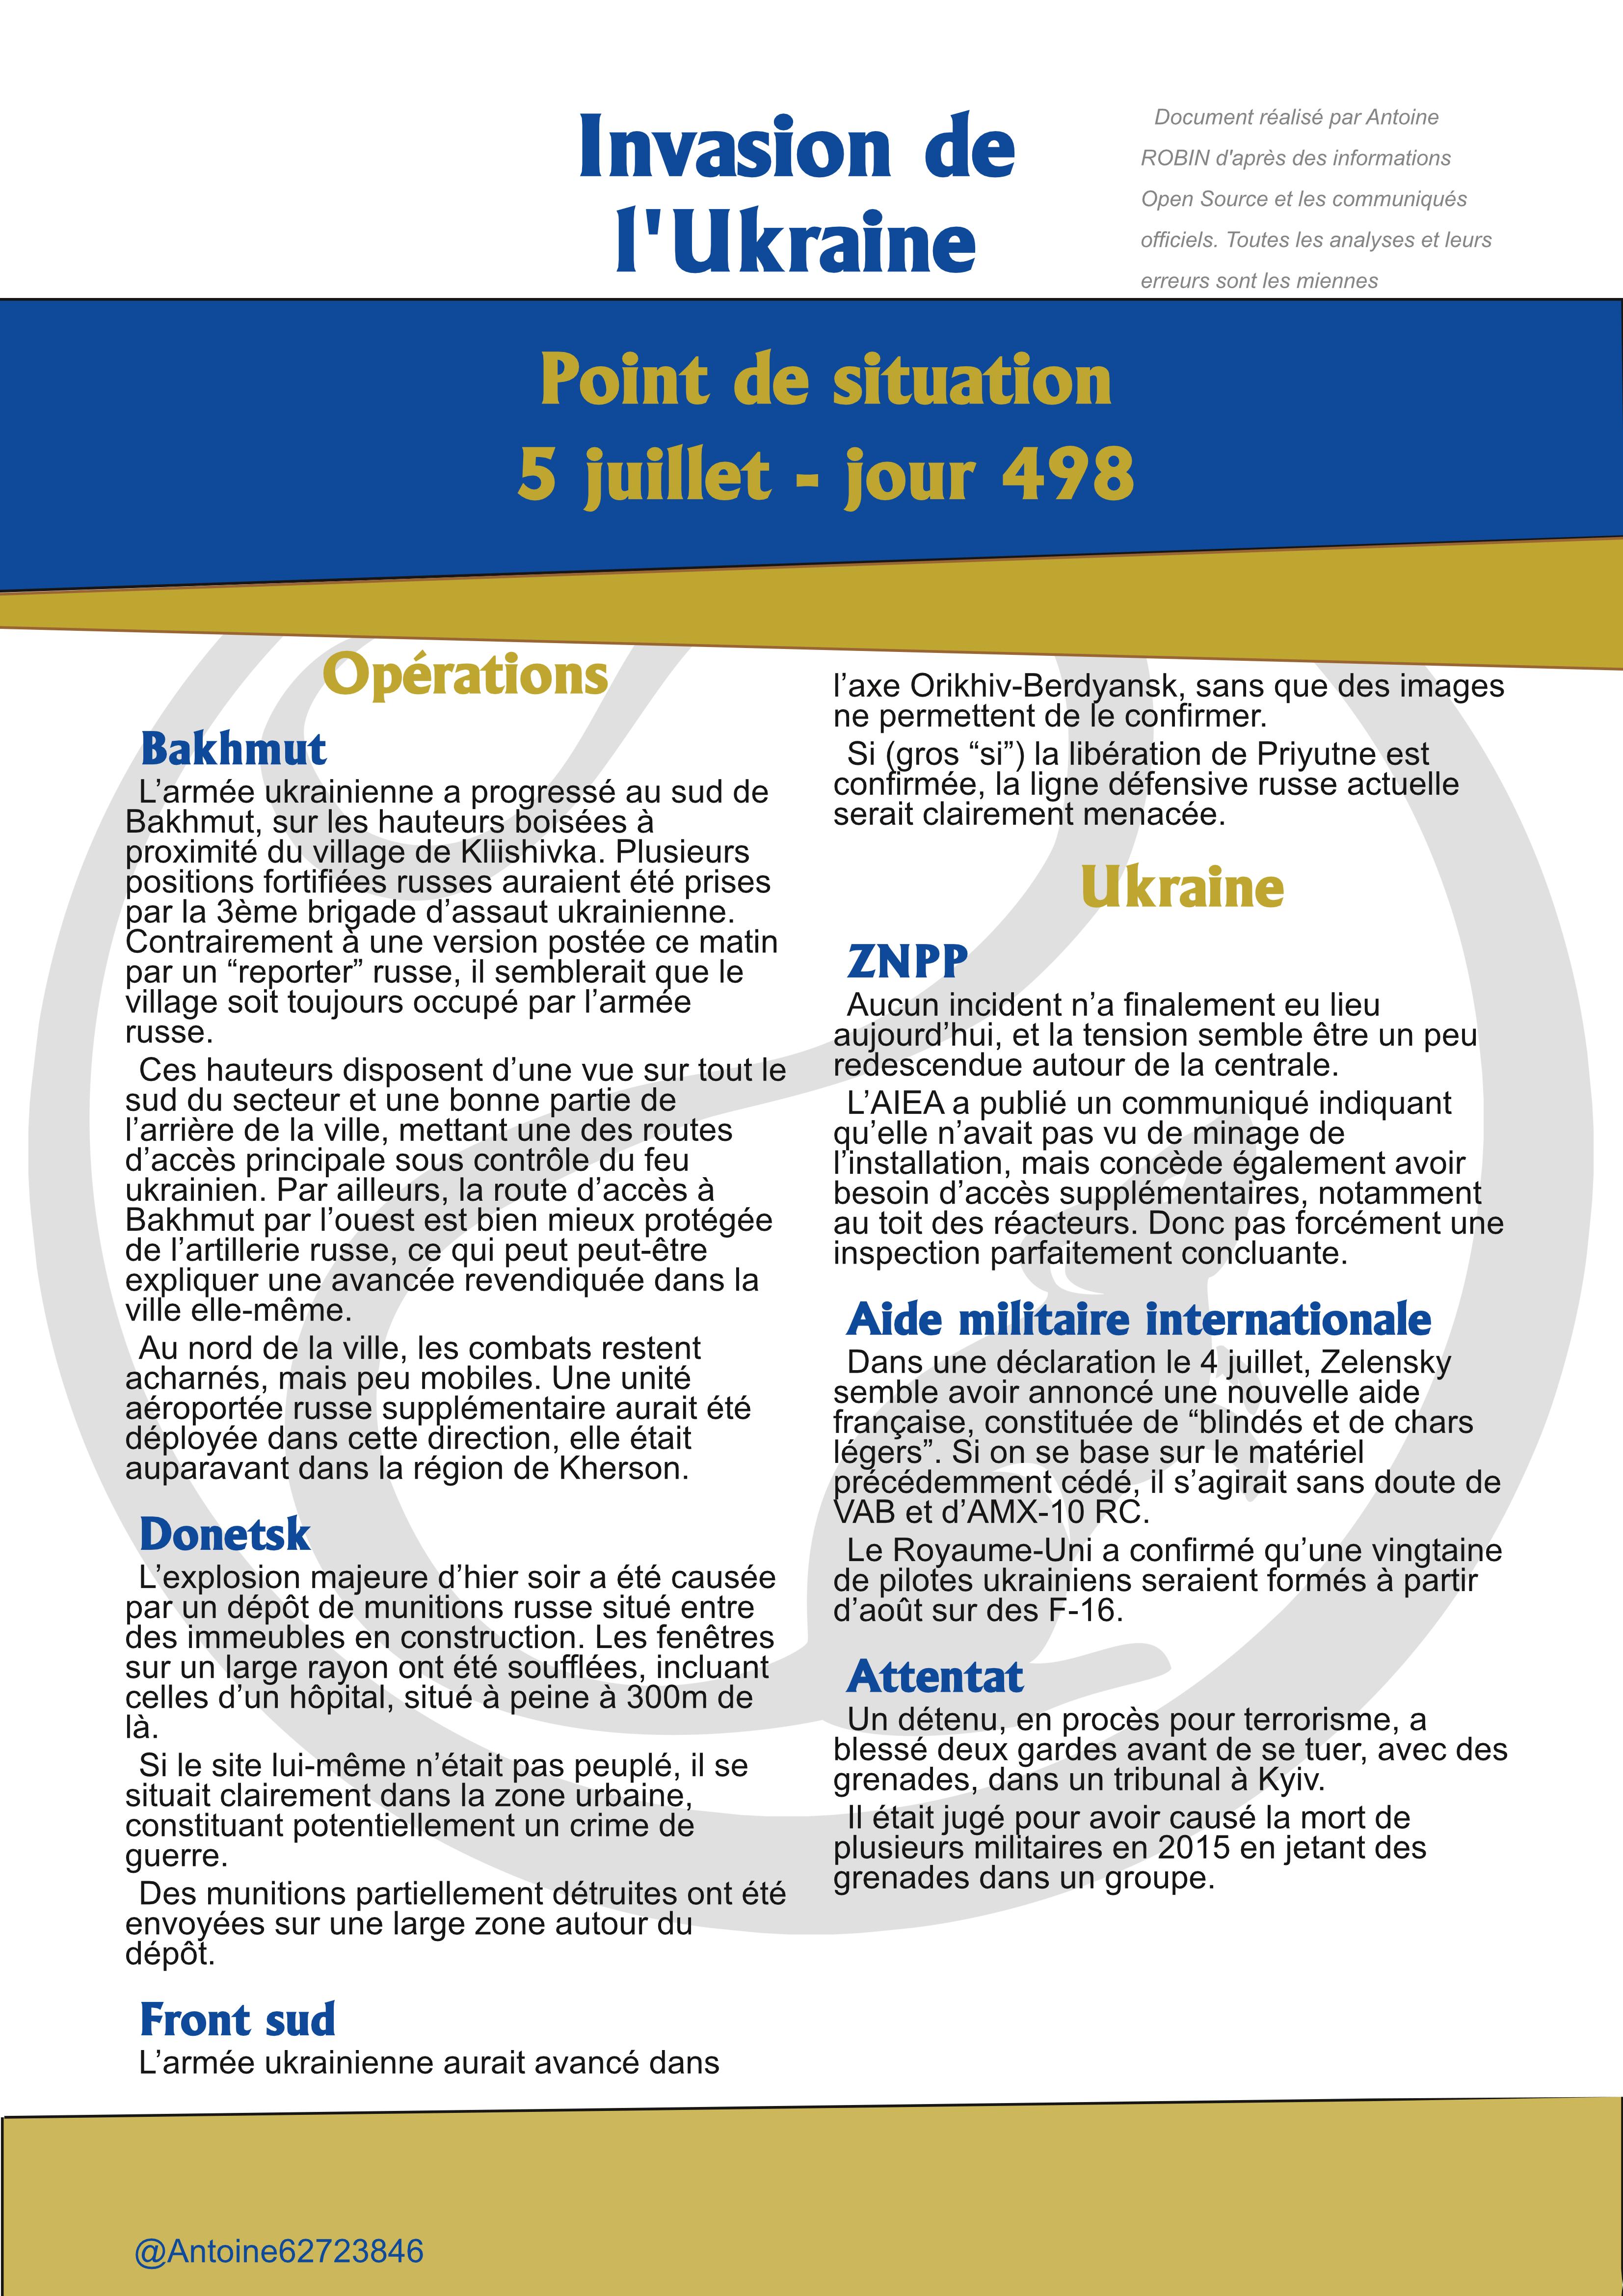 Invasion de
l'Ukraine
Document réalisé par Antoine
ROBIN d'après des informations
Open Source et les communiqués
officiels. Toutes les analyses et leurs
erreurs sont les miennes
Point de situation
5 juillet - jour 498
Opérations
Bakhmut
L’armée ukrainienne a progressé au sud de
Bakhmut, sur les hauteurs boisées à
proximité du village de Kliishivka. Plusieurs
positions fortifiées russes auraient été prises
par la 3ème brigade d’assaut ukrainienne.
Contrairement à une version postée ce matin
par un “reporter” russe, il semblerait que le
village soit toujours occupé par l’armée
russe.
Ces hauteurs disposent d’une vue sur tout le
sud du secteur et une bonne partie de
l’arrière de la ville, mettant une des routes
d’accès principale sous contrôle du feu
ukrainien. Par ailleurs, la route d’accès à
Bakhmut par l’ouest est bien mieux protégée
de l’artillerie russe, ce qui peut peut-être
expliquer une avancée revendiquée dans la
ville elle-même.
Au nord de la ville, les combats restent
acharnés, mais peu mobiles. Une unité
aéroportée russe supplémentaire aurait été
déployée dans cette direction, elle était
auparavant dans la région de Kherson.
Donetsk
L’explosion majeure d’hier soir a été causée
par un dépôt de munitions russe situé entre
des immeubles en construction. Les fenêtres
sur un large rayon ont été soufflées, incluant
celles d’un hôpital, situé à peine à 300m de
là.
Si le site lui-même n’était pas peuplé, il se
situait clairement dans la zone urbaine,
constituant potentiellement un crime de
guerre.
Des munitions partiellement détruites ont été
envoyées sur une large zone autour du
dépôt.
Front sud
L’armée ukrainienne aurait avancé dans
l’axe Orikhiv-Berdyansk, sans que des images
ne permettent de le confirmer.
Si (gros “si”) la libération de Priyutne est
confirmée, la ligne défensive russe actuelle
serait clairement menacée.
Ukraine
ZNPP
Aucun incident n’a finalement eu lieu
aujourd’hui, et la tension semble être un peu
redescendue autour de la centrale.
L’AIEA a publié un communiqué indiquant
qu’elle n’avait pas vu de minage de
l’installation, mais concède également avoir
besoin d’accès supplémentaires, notamment
au toit des réacteurs. Donc pas forcément une
inspection parfaitement concluante.
Aide militaire internationale
Dans une déclaration le 4 juillet, Zelensky
semble avoir annoncé une nouvelle aide
française, constituée de “blindés et de chars
légers”. Si on se base sur le matériel
précédemment cédé, il s’agirait sans doute de
VAB et d’AMX-10 RC.
Le Royaume-Uni a confirmé qu’une vingtaine
de pilotes ukrainiens seraient formés à partir
d’août sur des F-16.
Attentat
Un détenu, en procès pour terrorisme, a
blessé deux gardes avant de se tuer, avec des
grenades, dans un tribunal à Kyiv.
Il était jugé pour avoir causé la mort de
plusieurs militaires en 2015 en jetant des
grenades dans un groupe.
@Antoine62723846